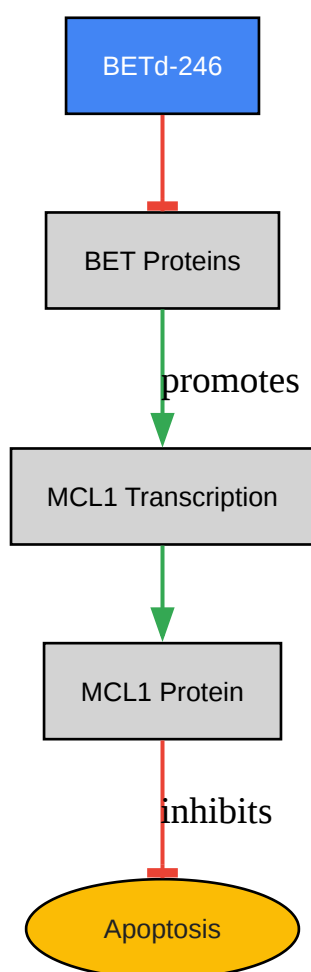 BETd-246
BET Proteins
promotes
MCL1 Transcription
MCL1 Protein
inhibits
Apoptosis